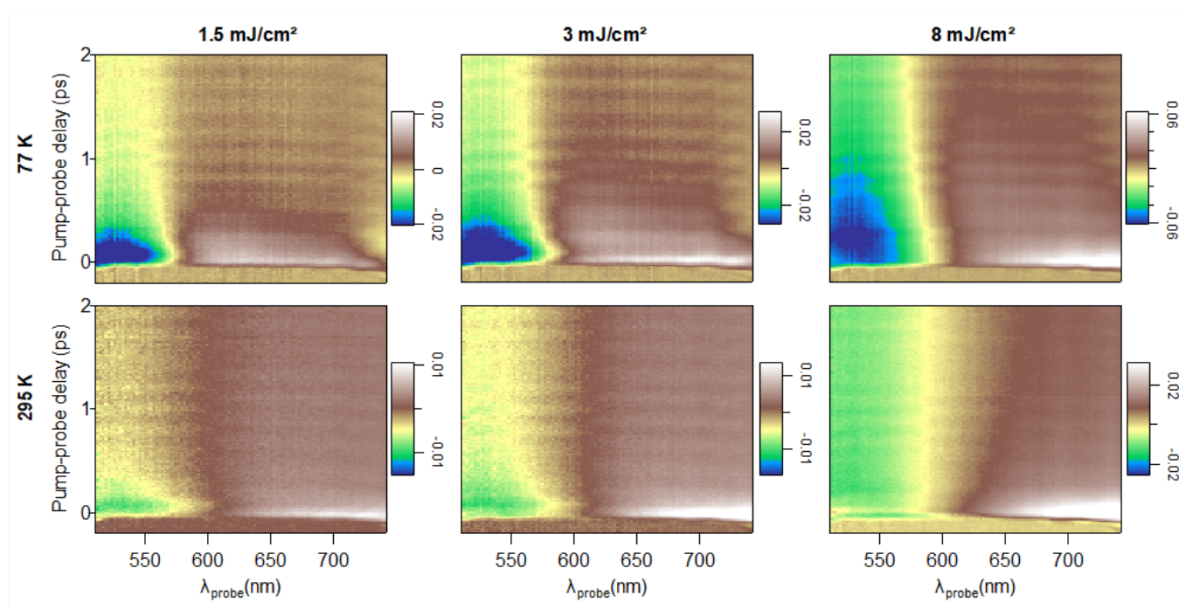 1.5 mJ/cm² 3 mJ/cm² 8 mJ/cm²
77 K
Pump-probe delay (ps)
2
1
0
0.02
0
-0.02
0.02
-0.02
0.06
-0.06
295 K
Pump-probe delay (ps)
2
1
0
0.01
-0.01
0.01
-0.01
0.02
-0.02
550 600 650 700 550 600 650 700 550 600 650 700
λprobe(nm) λprobe(nm) λprobe(nm)